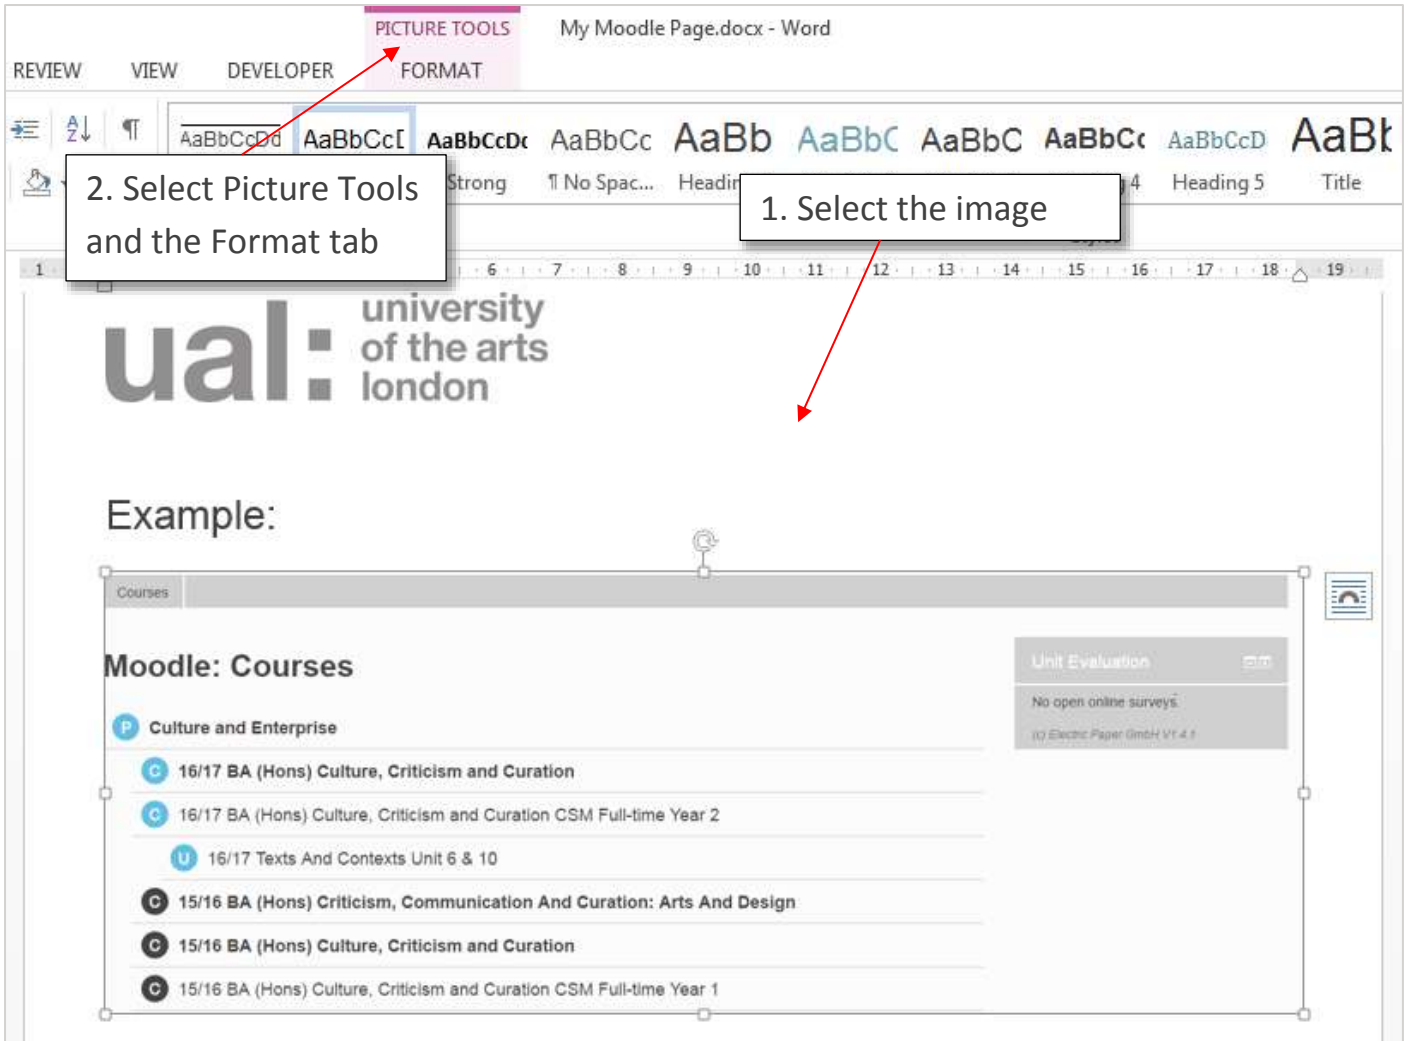 PICTURE TOOLS My Moodle Page.docx - Word
REVIEW VIEW DEVELOPER FORMAT
AaBbCcDd AaBbCcD AaBbCcDc AaBbCc AaBb AaBbC AaBbC AaBbCc AaBbCcD AaBb
Strong ¶ No Spac... 4 Heading 5 Title
2. Select Picture Tools
and the Format tab
1. Select the image
1 6 7 8 9 10 11 12 13 14 15 16 17 18 19
ual: university
of the arts
london
Example:
Courses
Moodle: Courses
Unit Evaluation
No open online surveys.
(c) Electric Paper GmbH V1.4.1
P Culture and Enterprise
C 16/17 BA (Hons) Culture, Criticism and Curation
C 16/17 BA (Hons) Culture, Criticism and Curation CSM Full-time Year 2
U 16/17 Texts And Contexts Unit 6 & 10
C 15/16 BA (Hons) Criticism, Communication And Curation: Arts And Design
C 15/16 BA (Hons) Culture, Criticism and Curation
C 15/16 BA (Hons) Culture, Criticism and Curation CSM Full-time Year 1